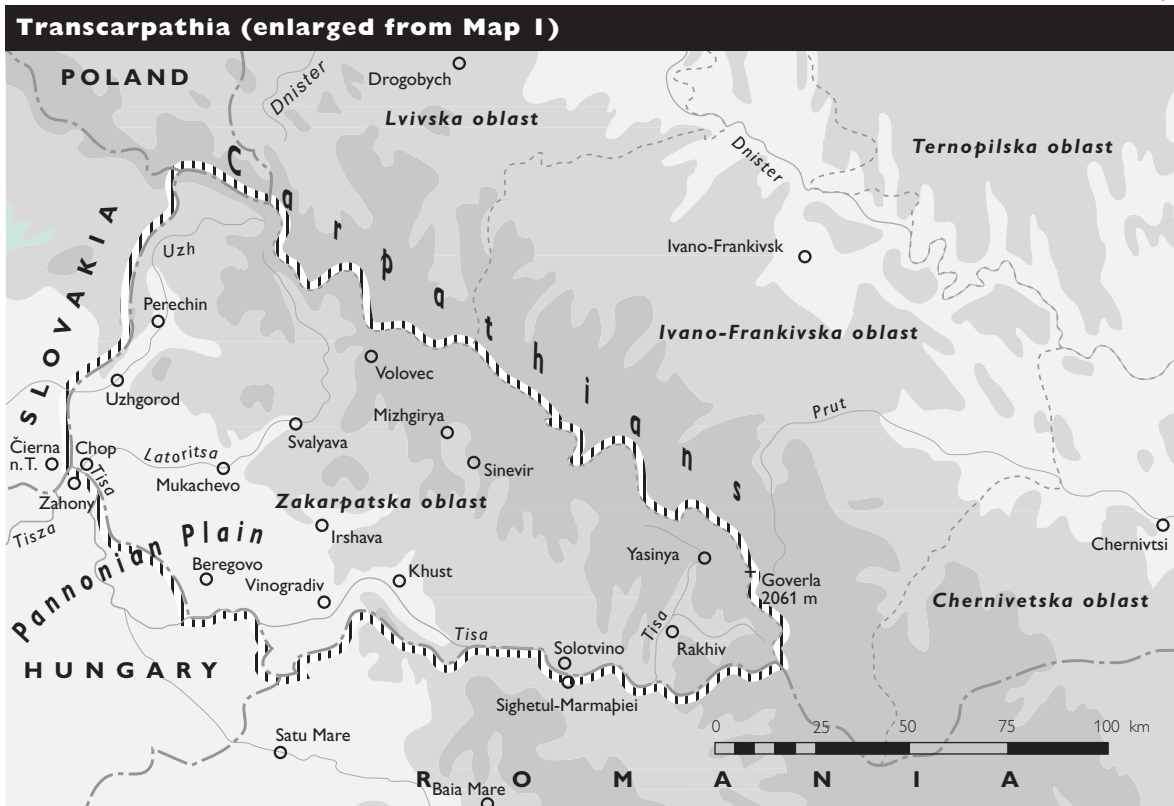 Transcarpathia (enlarged from Map 1)
POLAND
Drogobych
Dnister
Lvivska oblast
Ternopilska oblast
Dnister
Carpathians
SLOVAKIA
Uzh
Ivano-Frankivsk
Perechin
Ivano-Frankivska oblast
Volovec
Uzhgorod
Prut
Mizhgirya
Svalyava
Čierna
n.T.
Chop
Latoritsa
Sinevir
Tisa
Mukachevo
Zahony
Zakarpatska oblast
Tisza
Irshava
Chernivtsi
Pannonian Plain
Yasinya
Beregovo
Khust
Goverla
2061 m
Vinogradiv
Chernivetska oblast
Tisa
Tisa
Rakhiv
Solotvino
HUNGARY
Sighetul-Marmaþiei
0 25 50 75 100 km
Satu Mare
ROMANIA
Baia Mare